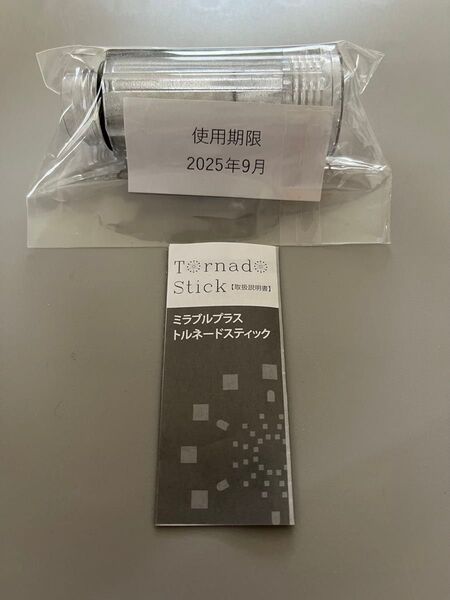 使用期限
2025年9月
Tornado
Stick【取扱説明書】
ミラブルプラス
トルネードスティック